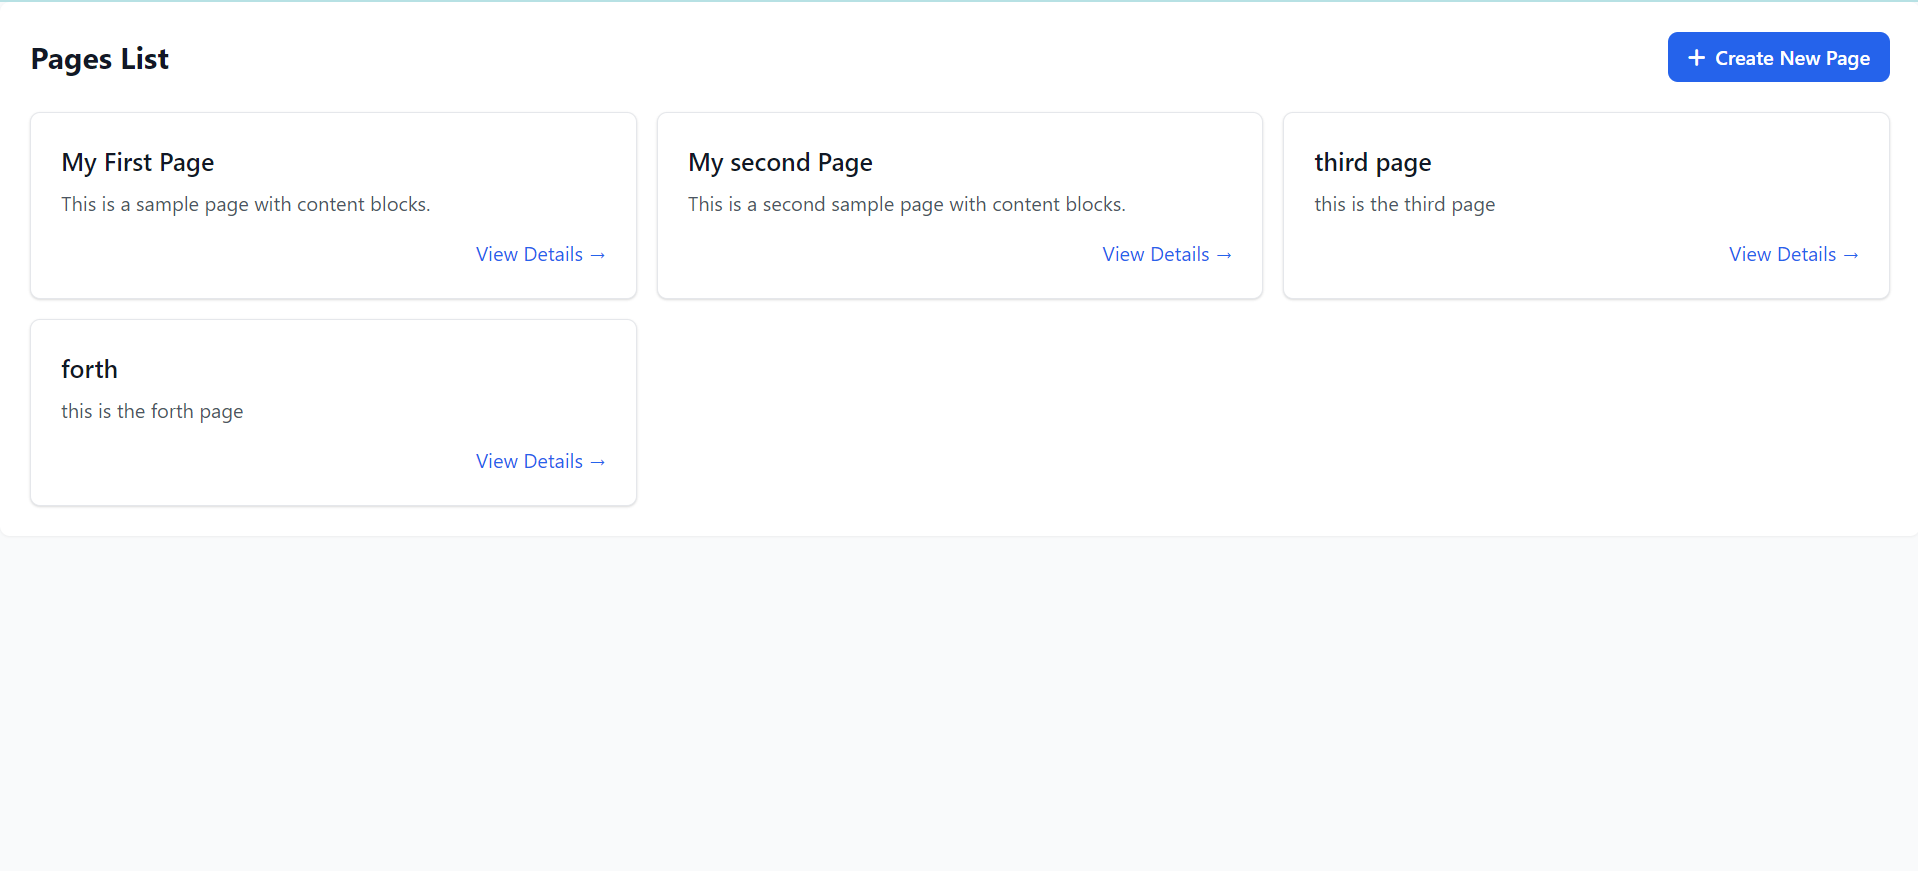 Pages List
+ Create New Page
My First Page
This is a sample page with content blocks.
View Details →
My second Page
This is a second sample page with content blocks.
View Details →
third page
this is the third page
View Details →
forth
this is the forth page
View Details →